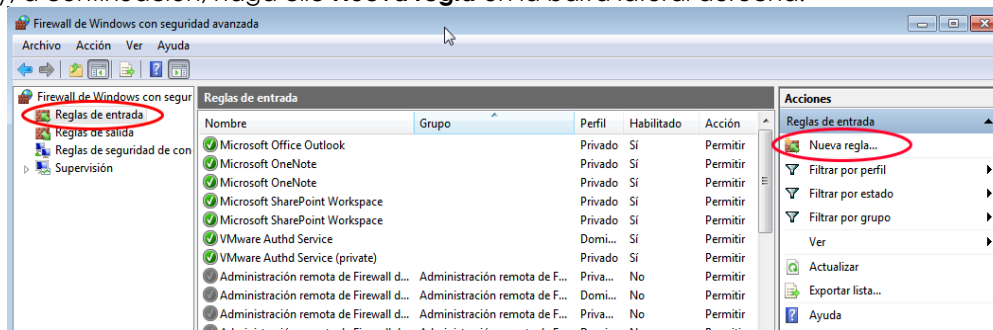 y, a continuación, haga clic Nueva regla en la barra lateral derecha.
Firewall de Windows con seguridad avanzada
Archivo Acción Ver Ayuda
Firewall de Windows con segur
Reglas de entrada
Reglas de salida
Reglas de seguridad de con
Supervisión
Reglas de entrada
Nombre Grupo Perfil Habilitado Acción
Microsoft Office Outlook Privado Sí Permitir
Microsoft OneNote Privado Sí Permitir
Microsoft OneNote Privado Sí Permitir
Microsoft SharePoint Workspace Privado Sí Permitir
Microsoft SharePoint Workspace Privado Sí Permitir
VMware Authd Service Domi... Sí Permitir
VMware Authd Service (private) Privado Sí Permitir
Administración remota de Firewall d... Administración remota de F... Priva... No Permitir
Administración remota de Firewall d... Administración remota de F... Domi... No Permitir
Administración remota de Firewall d... Administración remota de F... Priva... No Permitir
Acciones
Reglas de entrada
Nueva regla...
Filtrar por perfil
Filtrar por estado
Filtrar por grupo
Ver
Actualizar
Exportar lista...
Ayuda